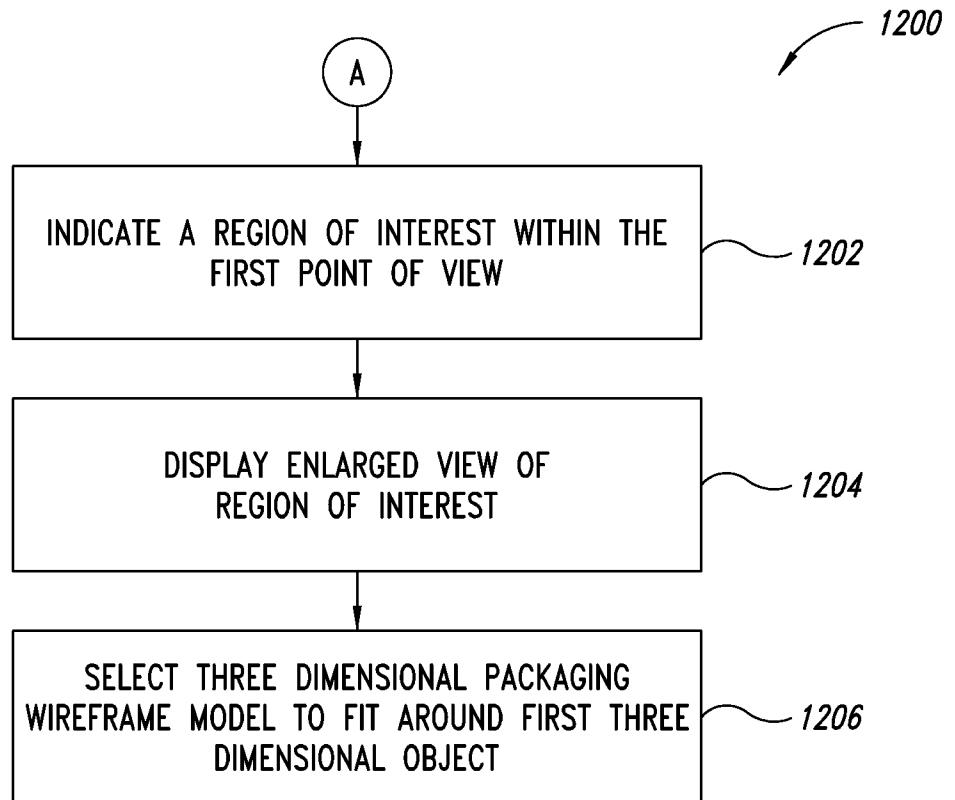 1200
A
INDICATE A REGION OF INTEREST WITHIN THE
FIRST POINT OF VIEW
1202
DISPLAY ENLARGED VIEW OF
REGION OF INTEREST
1204
SELECT THREE DIMENSIONAL PACKAGING
WIREFRAME MODEL TO FIT AROUND FIRST THREE
DIMENSIONAL OBJECT
1206